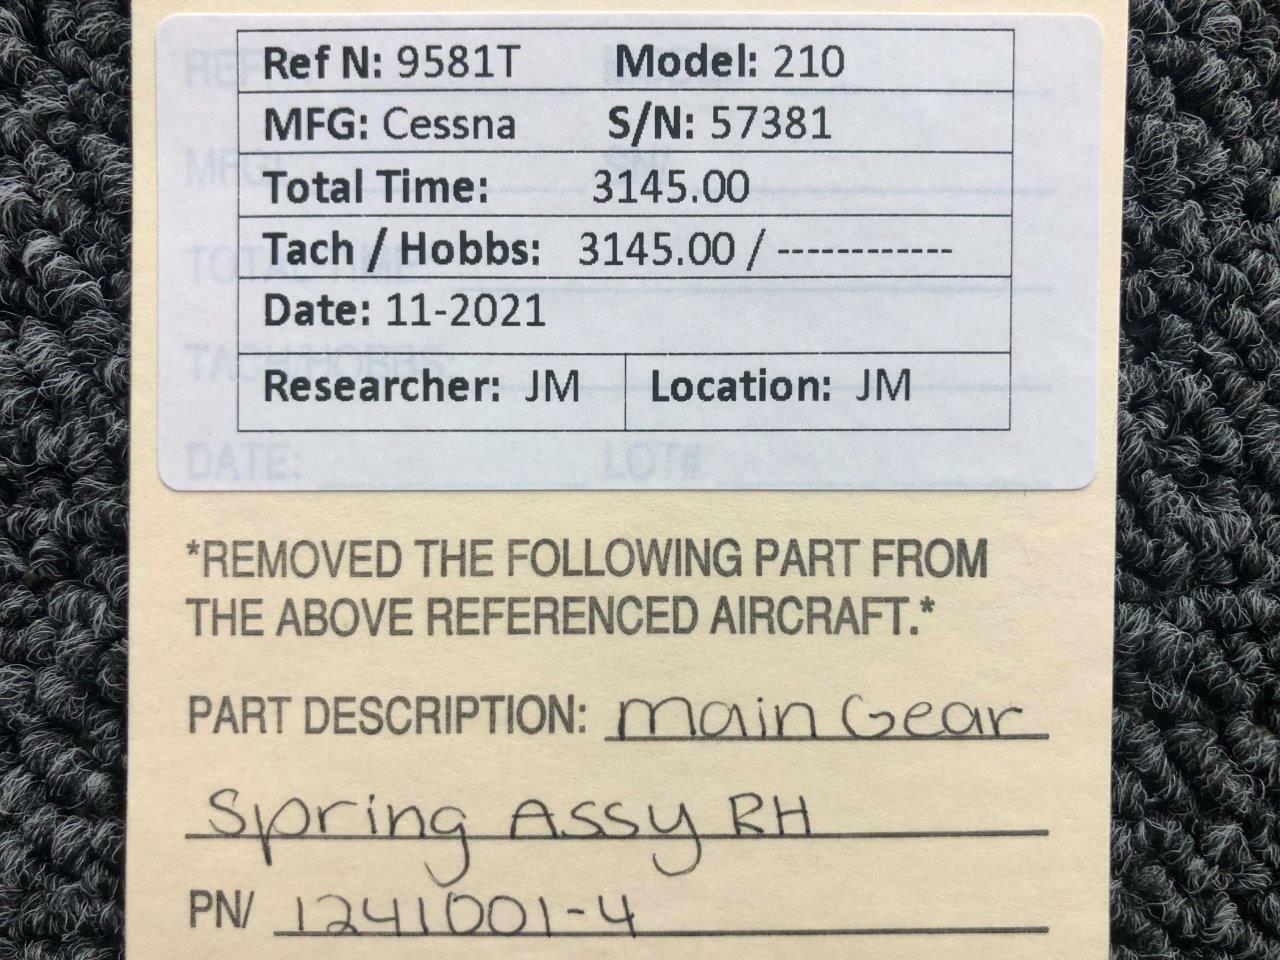 Ref N: 9581T Model: 210
MFG: Cessna S/N: 57381
Total Time: 3145.00
Tach / Hobbs: 3145.00 / ------------
Date: 11-2021
Researcher: JM Location: JM
DATE: LOT#
*REMOVED THE FOLLOWING PART FROM
THE ABOVE REFERENCED AIRCRAFT.*
PART DESCRIPTION: Main Gear
Spring Assy RH
PN/ 1241001-4